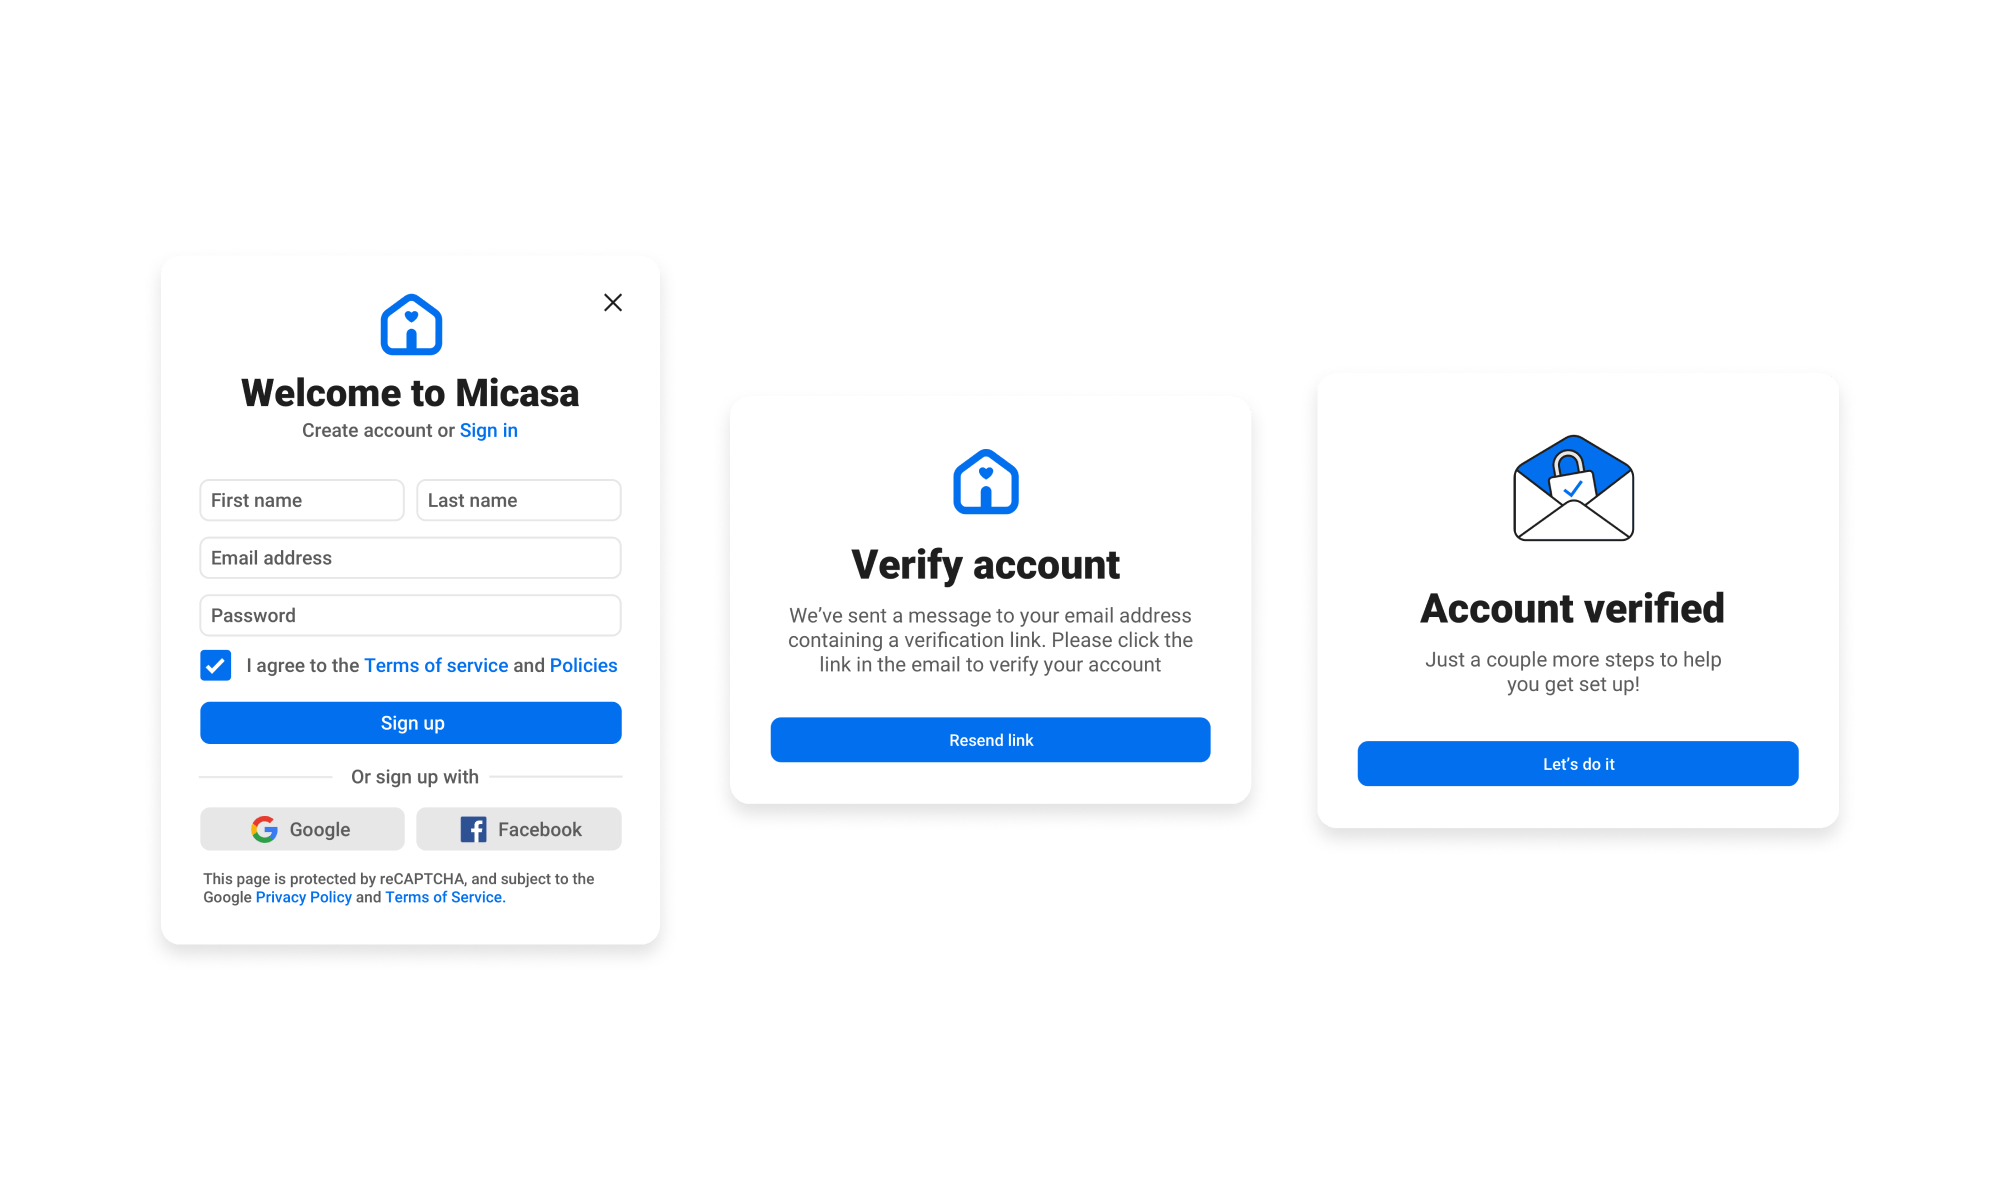 Welcome to Micasa
Create account or Sign in
First name
Last name
Email address
Password
I agree to the Terms of service and Policies
Sign up
Or sign up with
Google
Facebook
This page is protected by reCAPTCHA, and subject to the
Google Privacy Policy and Terms of Service.
Verify account
We’ve sent a message to your email address
containing a verification link. Please click the
link in the email to verify your account
Resend link
Account verified
Just a couple more steps to help
you get set up!
Let’s do it